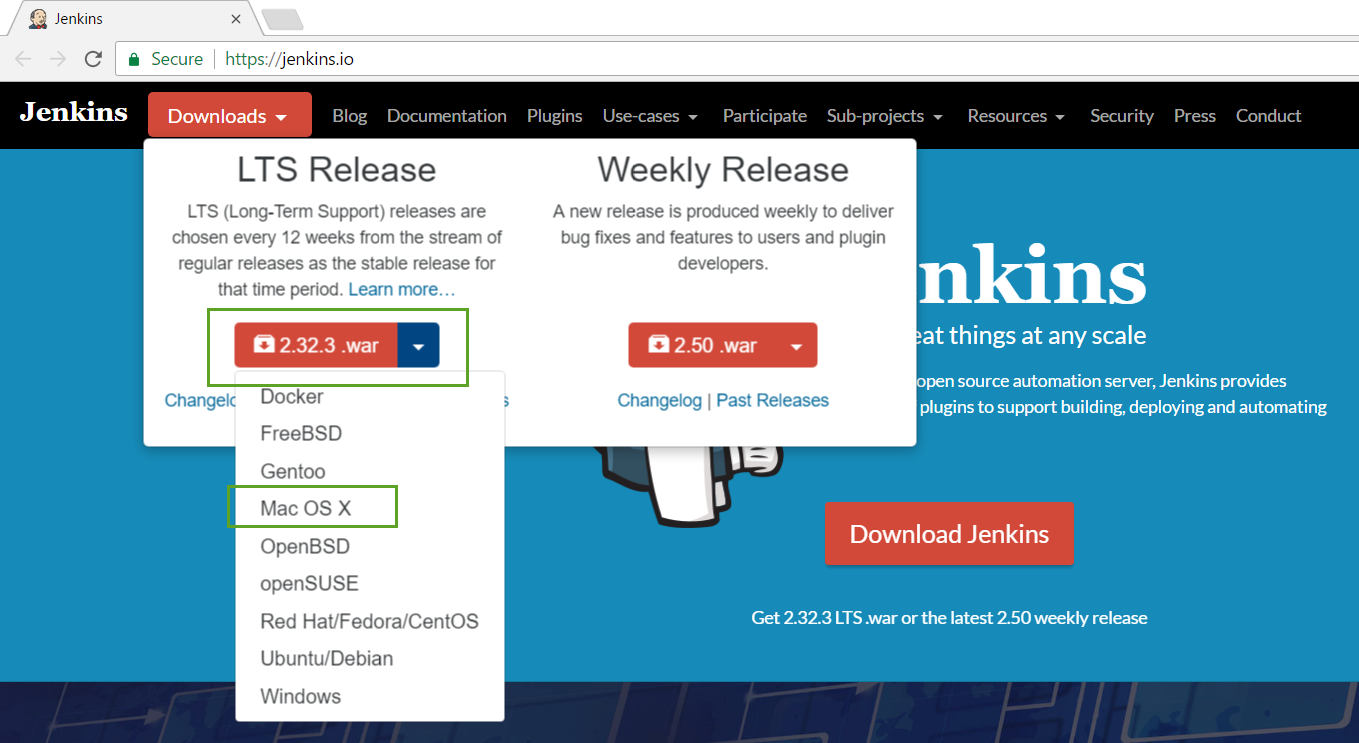 Jenkins
Secure https://jenkins.io
Jenkins Downloads Blog Documentation Plugins Use-cases Participate Sub-projects Resources Security Press Conduct
LTS Release
LTS (Long-Term Support) releases are
chosen every 12 weeks from the stream of
regular releases as the stable release for
that time period. Learn more…
2.32.3 .war
Changelo
s
Docker
FreeBSD
Gentoo
Mac OS X
OpenBSD
openSUSE
Red Hat/Fedora/CentOS
Ubuntu/Debian
Windows
Weekly Release
A new release is produced weekly to deliver
bug fixes and features to users and plugin
developers.
2.50 .war
Changelog | Past Releases
nkins
eat things at any scale
open source automation server, Jenkins provides
plugins to support building, deploying and automating
Download Jenkins
Get 2.32.3 LTS .war or the latest 2.50 weekly release